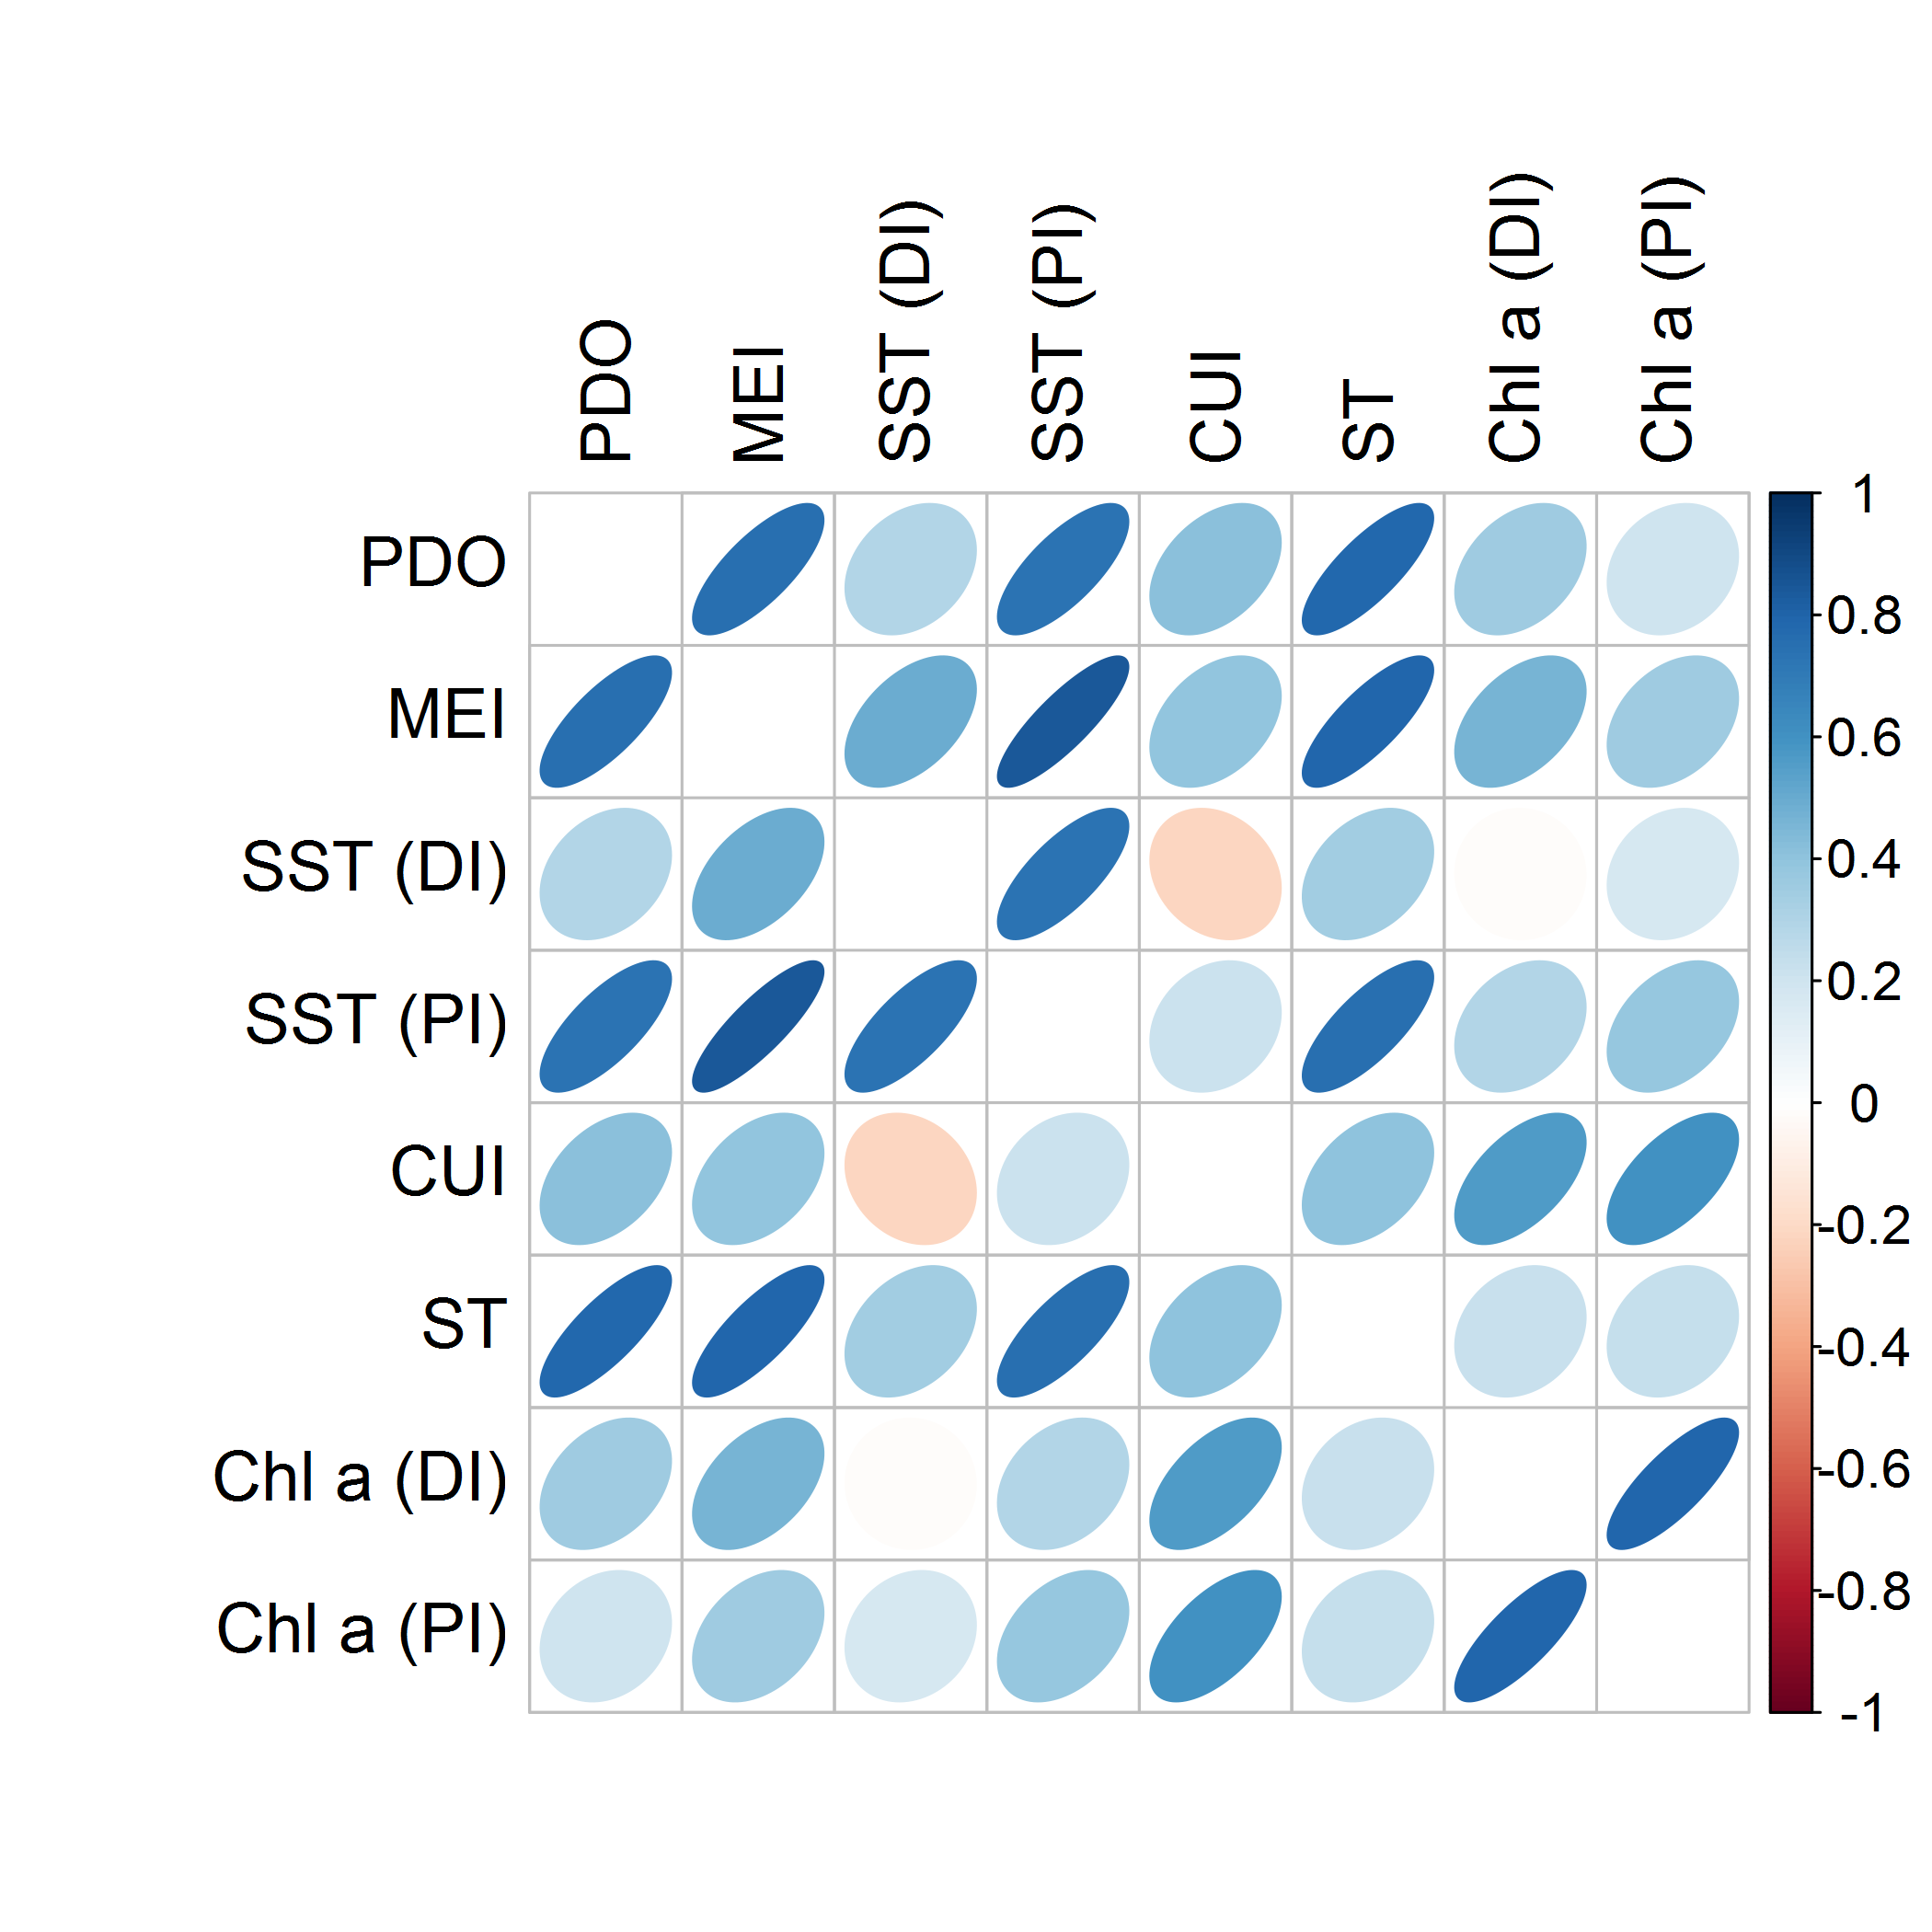 PDO
MEI
SST (DI)
SST (PI)
CUI
ST
Chl a (DI)
Chl a (PI)
PDO
MEI
SST (DI)
SST (PI)
CUI
ST
Chl a (DI)
Chl a (PI)
1
0.8
0.6
0.4
0.2
0
-0.2
-0.4
-0.6
-0.8
-1